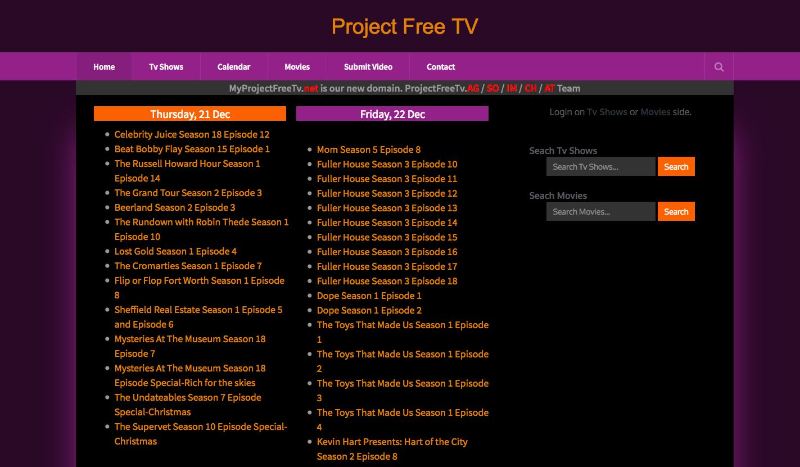 Project Free TV
Home Tv Shows Calendar Movies Submit Video Contact
MyProjectFreeTv.net is our new domain. ProjectFreeTv.AG / SO / IM / CH / AT Team
Thursday, 21 Dec
Celebrity Juice Season 18 Episode 12
Beat Bobby Flay Season 15 Episode 1
The Russell Howard Hour Season 1
Episode 14
The Grand Tour Season 2 Episode 3
Beerland Season 2 Episode 3
The Rundown with Robin Thede Season 1
Episode 10
Lost Gold Season 1 Episode 4
The Cromarties Season 1 Episode 7
Flip or Flop Fort Worth Season 1 Episode
8
Sheffield Real Estate Season 1 Episode 5
and Episode 6
Mysteries At The Museum Season 18
Episode 7
Mysteries At The Museum Season 18
Episode Special-Rich for the skies
The Undateables Season 7 Episode
Special-Christmas
The Supervet Season 10 Episode Special-
Christmas
Friday, 22 Dec
Mom Season 5 Episode 8
Fuller House Season 3 Episode 10
Fuller House Season 3 Episode 11
Fuller House Season 3 Episode 12
Fuller House Season 3 Episode 13
Fuller House Season 3 Episode 14
Fuller House Season 3 Episode 15
Fuller House Season 3 Episode 16
Fuller House Season 3 Episode 17
Fuller House Season 3 Episode 18
Dope Season 1 Episode 1
Dope Season 1 Episode 2
The Toys That Made Us Season 1 Episode
1
The Toys That Made Us Season 1 Episode
2
The Toys That Made Us Season 1 Episode
3
The Toys That Made Us Season 1 Episode
4
Kevin Hart Presents: Hart of the City
Season 2 Episode 8
Login on Tv Shows or Movies side.
Seach Tv Shows
Search Tv Shows... Search
Seach Movies
Search Movies... Search